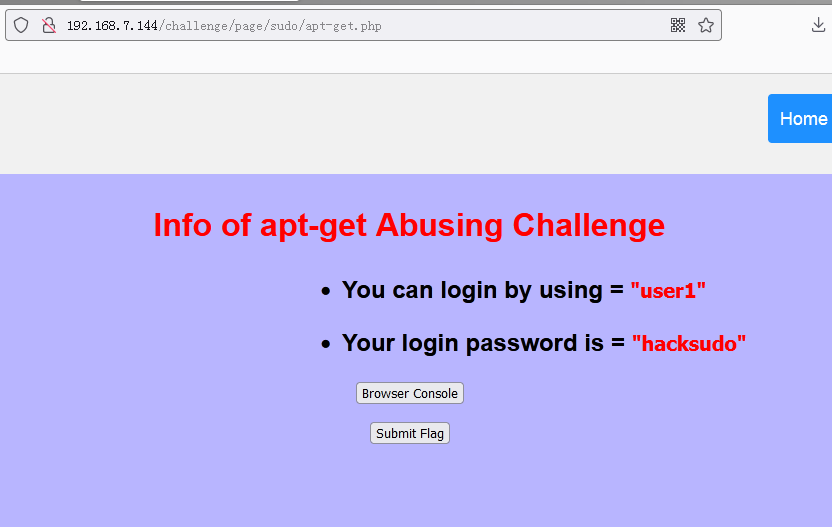 192.168.7.144/challenge/page/sudo/apt-get.php
Home
Info of apt-get Abusing Challenge
• You can login by using = "user1"
• Your login password is = "hacksudo"
Browser Console
Submit Flag